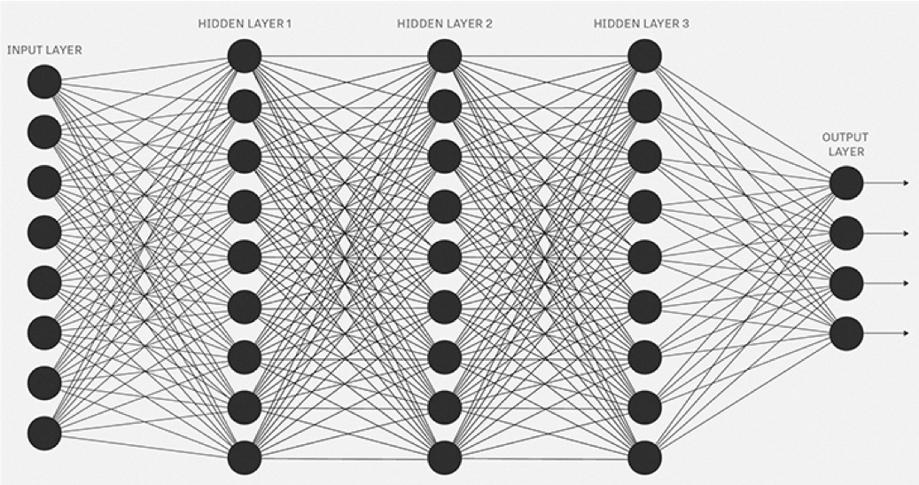 INPUT LAYER
HIDDEN LAYER 1
HIDDEN LAYER 2
HIDDEN LAYER 3
OUTPUT
LAYER